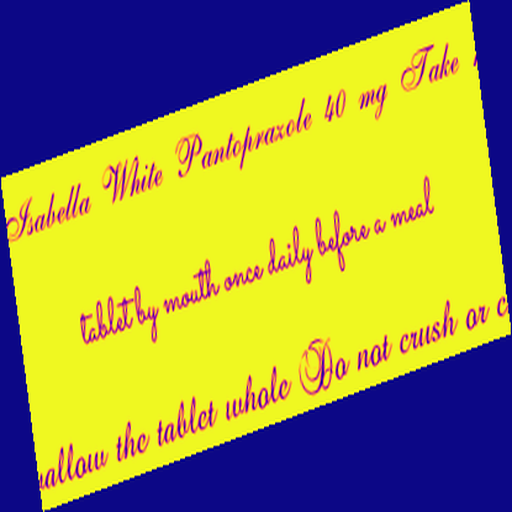 Isabella White Pantoprazole 40 mg Take
tablet by mouth once daily before a meal
the tablet whole Do not crush or